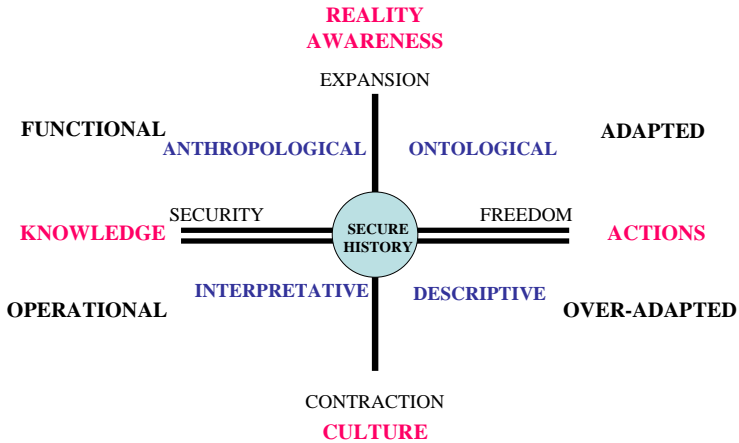 REALITY
AWARENESS
EXPANSION
FUNCTIONAL
ADAPTED
ANTHROPOLOGICAL
ONTOLOGICAL
SECURITY
FREEDOM
KNOWLEDGE
SECURE
HISTORY
ACTIONS
INTERPRETATIVE
DESCRIPTIVE
OPERATIONAL
OVER-ADAPTED
CONTRACTION
CULTURE